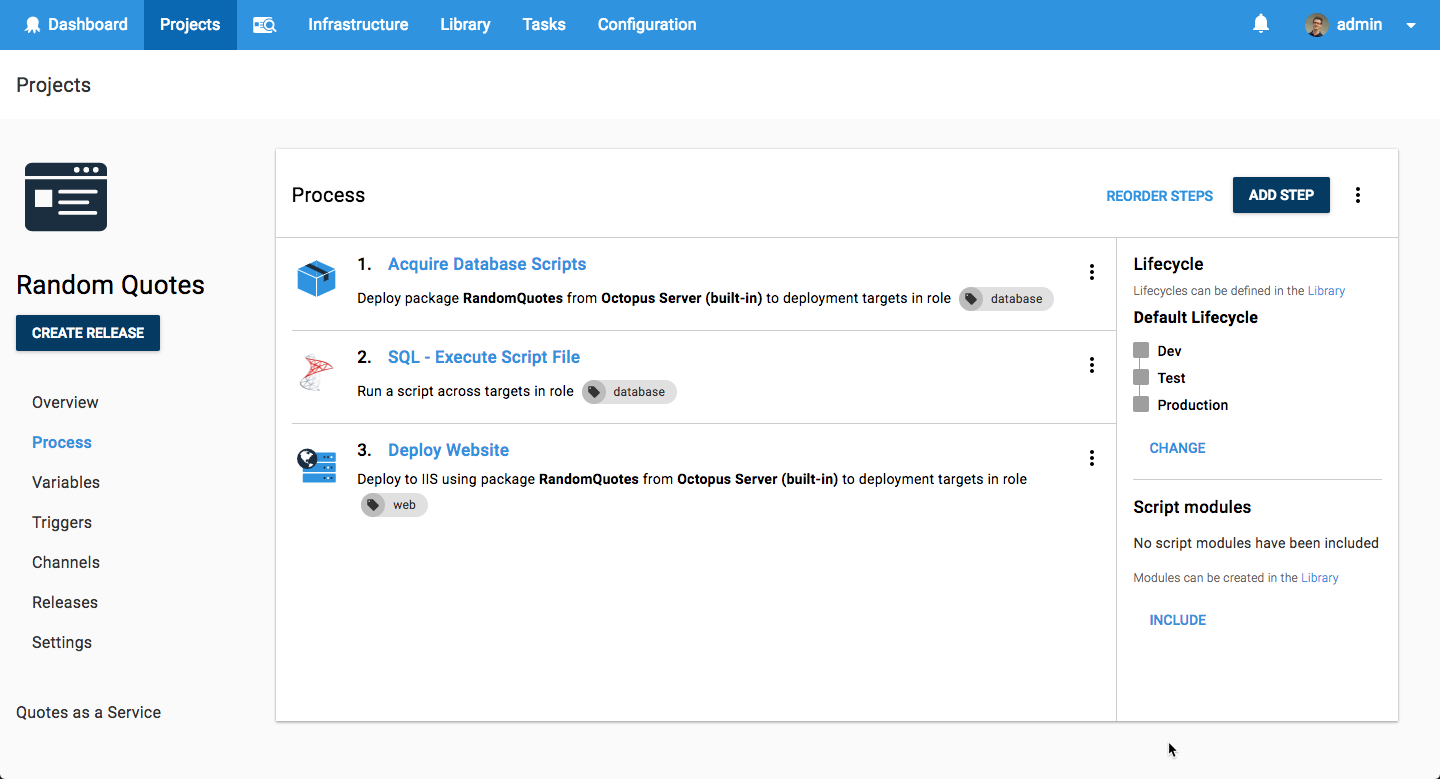 Dashboard Projects Infrastructure Library Tasks Configuration admin
Projects
Random Quotes
CREATE RELEASE
Overview
Process
Variables
Triggers
Channels
Releases
Settings
Quotes as a Service
Process REORDER STEPS ADD STEP
1. Acquire Database Scripts
Deploy package RandomQuotes from Octopus Server (built-in) to deployment targets in role database
2. SQL - Execute Script File
Run a script across targets in role database
3. Deploy Website
Deploy to IIS using package RandomQuotes from Octopus Server (built-in) to deployment targets in role
web
Lifecycle
Lifecycles can be defined in the Library
Default Lifecycle
Dev
Test
Production
CHANGE
Script modules
No script modules have been included
Modules can be created in the Library
INCLUDE